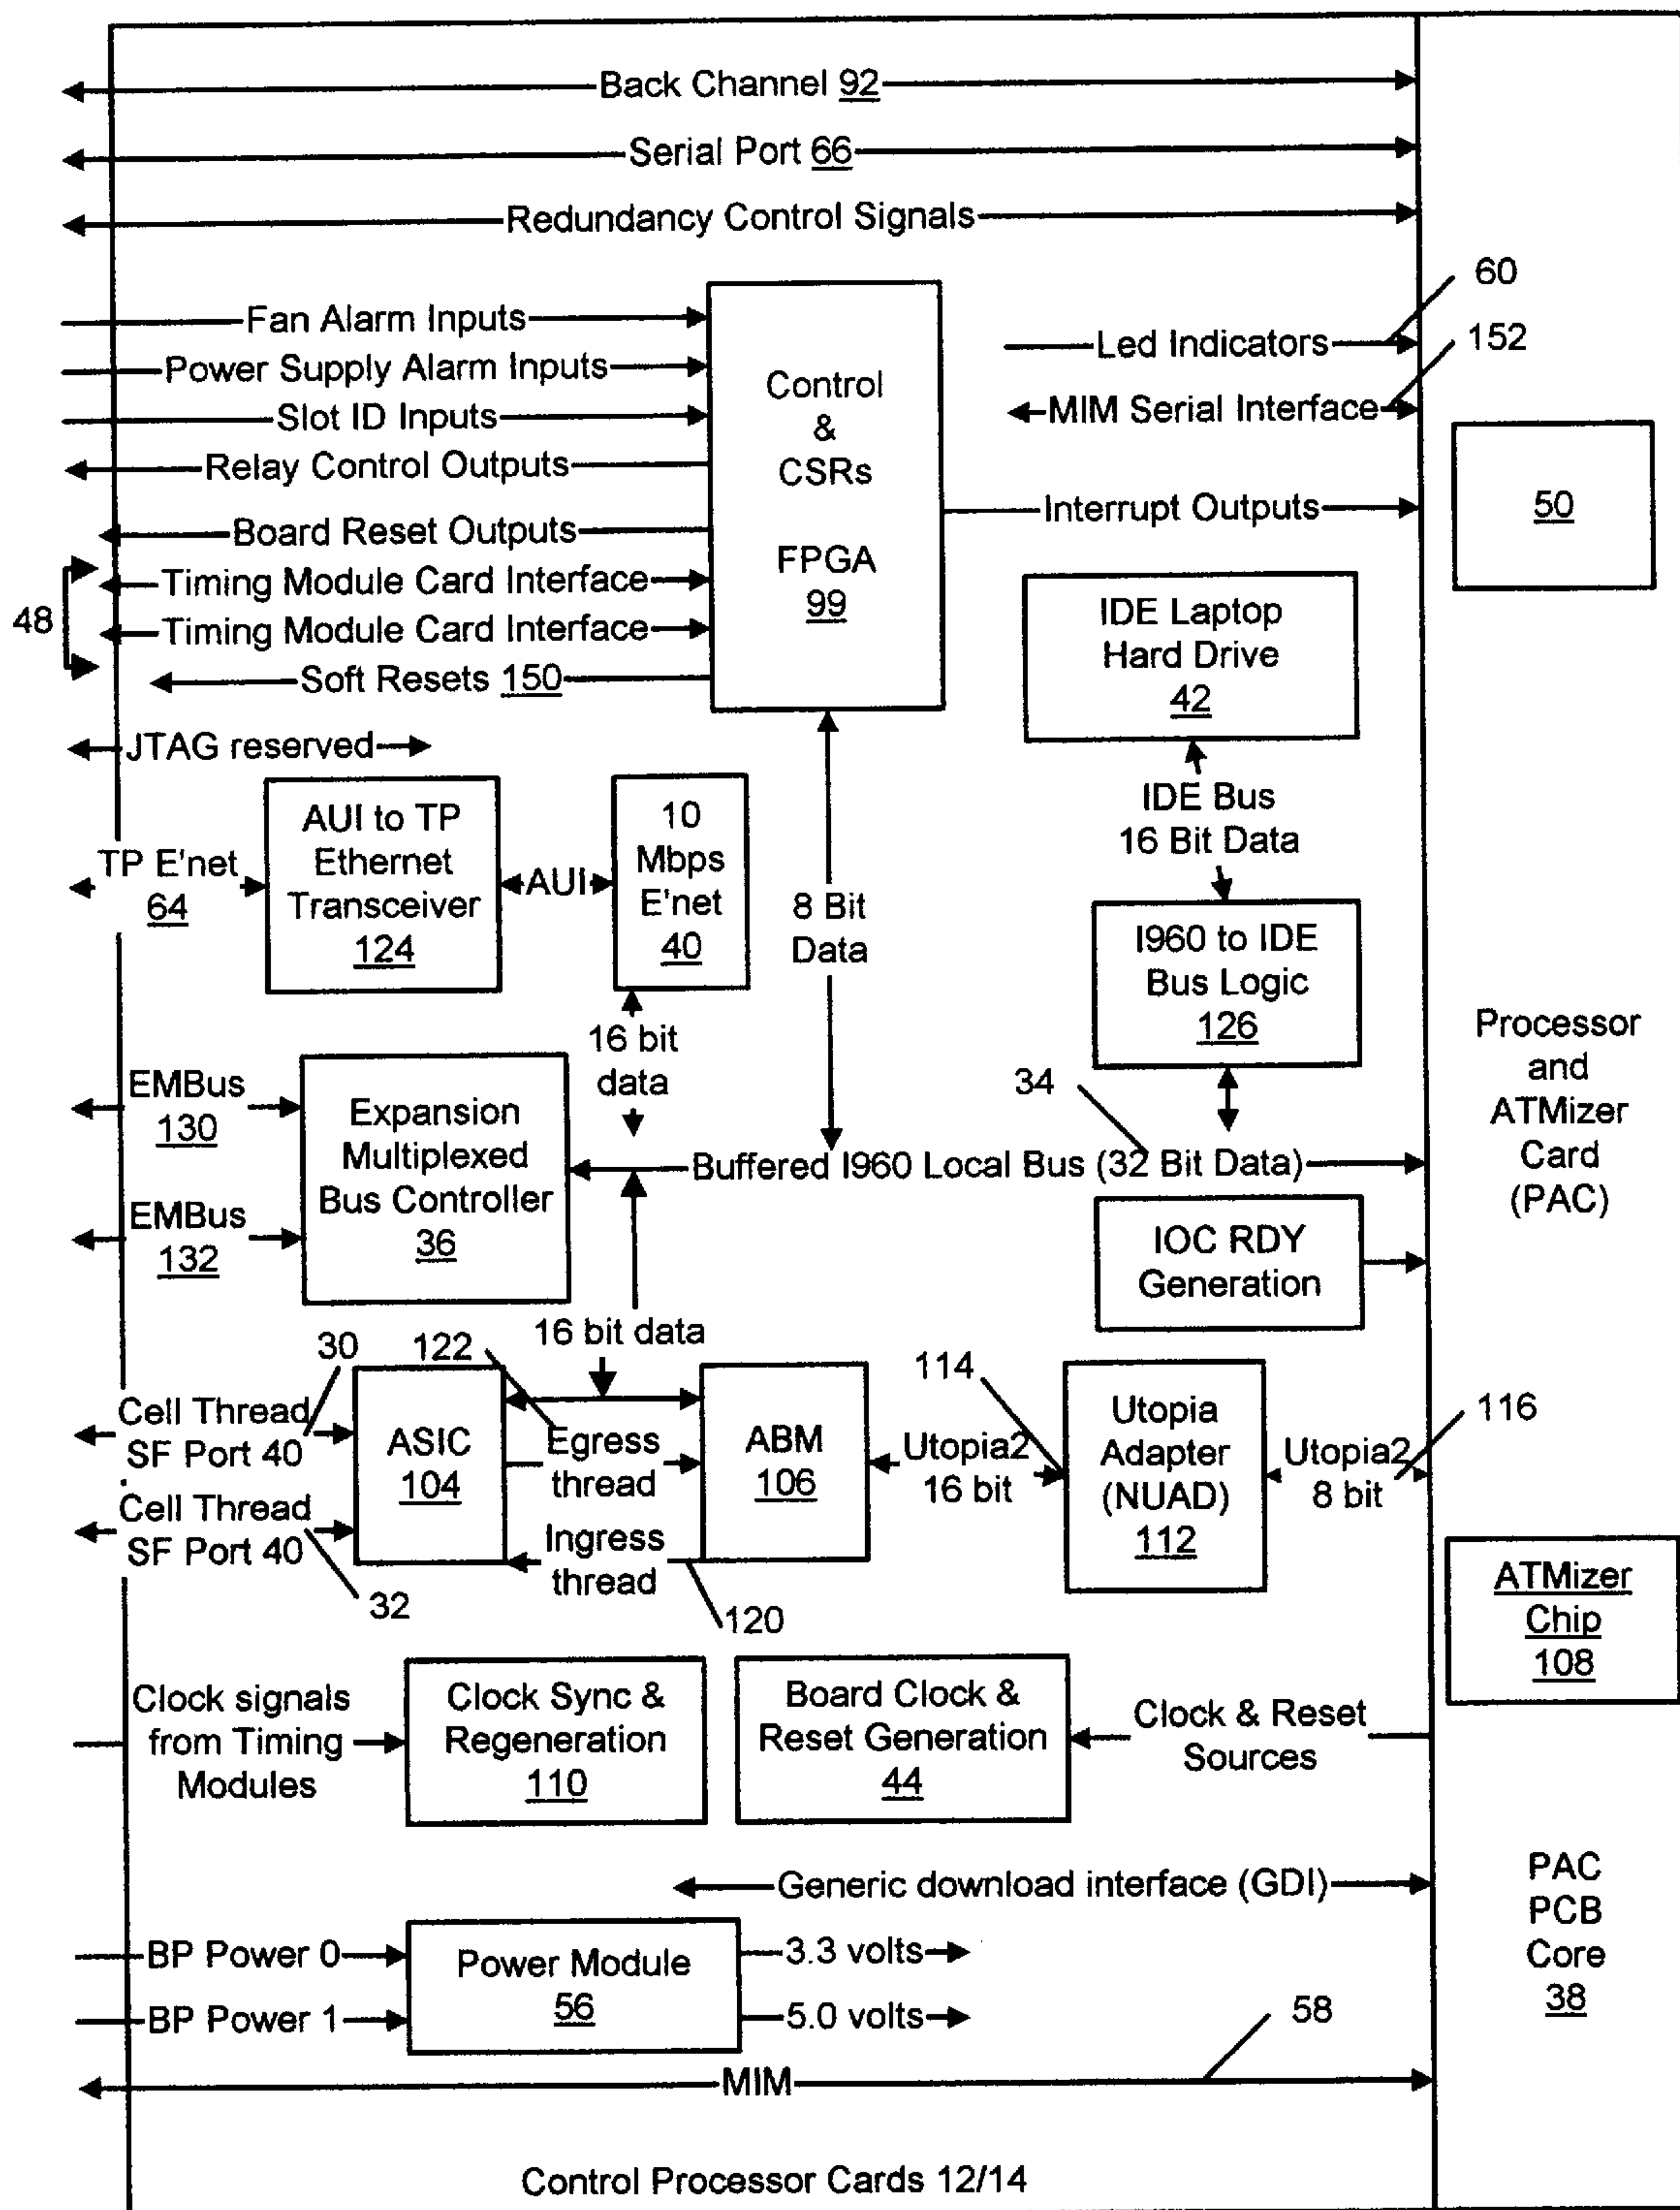 Back Channel 92
Serial Port 66
Redundancy Control Signals
60
Fan Alarm Inputs
Led Indicators
152
Power Supply Alarm Inputs
Control
&
CSRs
FPGA
99
MIM Serial Interface
Slot ID Inputs
Relay Control Outputs
Interrupt Outputs
50
Board Reset Outputs
48
Timing Module Card Interface
Timing Module Card Interface
Soft Resets 150
IDE Laptop
Hard Drive
42
JTAG reserved
IDE Bus
16 Bit Data
TP E'net
64
AUI to TP
Ethernet
Transceiver
124
AUI
10
Mbps
E'net
40
8 Bit
Data
I960 to IDE
Bus Logic
126
Processor
and
ATMizer
Card
(PAC)
16 bit
data
34
EMBus
130
Expansion
Multiplexed
Bus Controller
36
Buffered I960 Local Bus (32 Bit Data)
EMBus
132
IOC RDY
Generation
16 bit data
30
122
114
116
Cell Thread
SF Port 40
ASIC
104
Egress
thread
ABM
106
Utopia2
16 bit
Utopia
Adapter
(NUAD)
112
Utopia2
8 bit
Cell Thread
SF Port 40
Ingress
thread
32
120
ATMizer
Chip
108
Clock signals
from Timing
Modules
Clock Sync &
Regeneration
110
Board Clock &
Reset Generation
44
Clock & Reset
Sources
Generic download interface (GDI)
PAC
PCB
Core
38
BP Power 0
Power Module
56
3.3 volts
BP Power 1
5.0 volts
58
MIM
Control Processor Cards 12/14